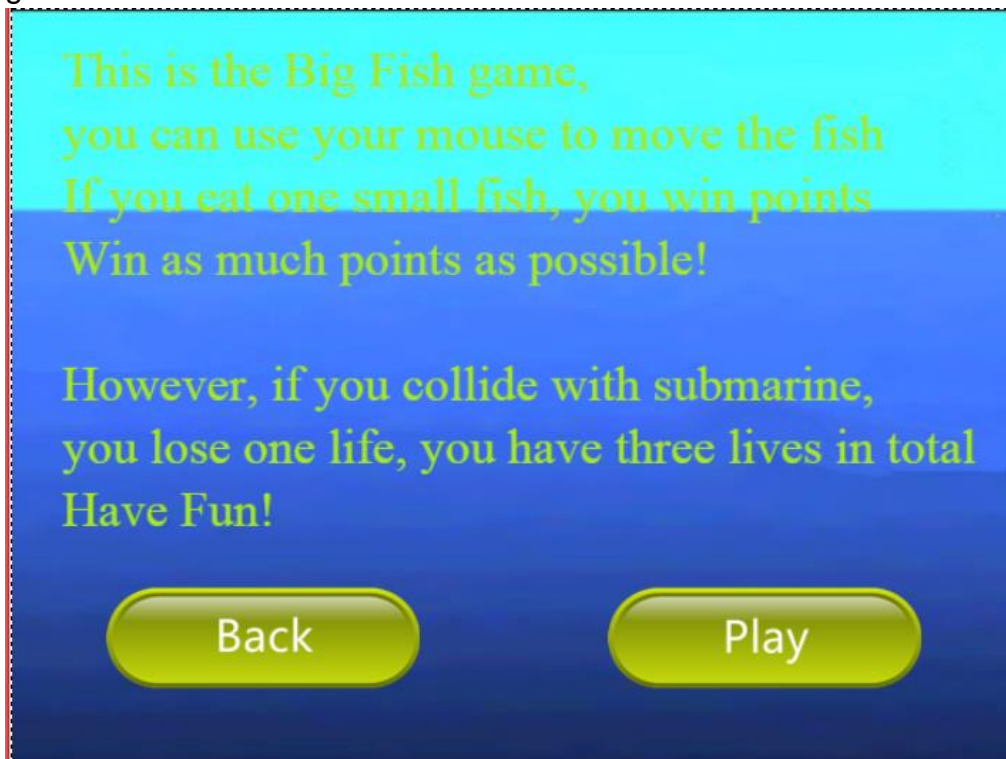 This is the Big Fish game,
you can use your mouse to move the fish
If you eat one small fish, you win points
Win as much points as possible!
However, if you collide with submarine,
you lose one life, you have three lives in total
Have Fun!
Back
Play